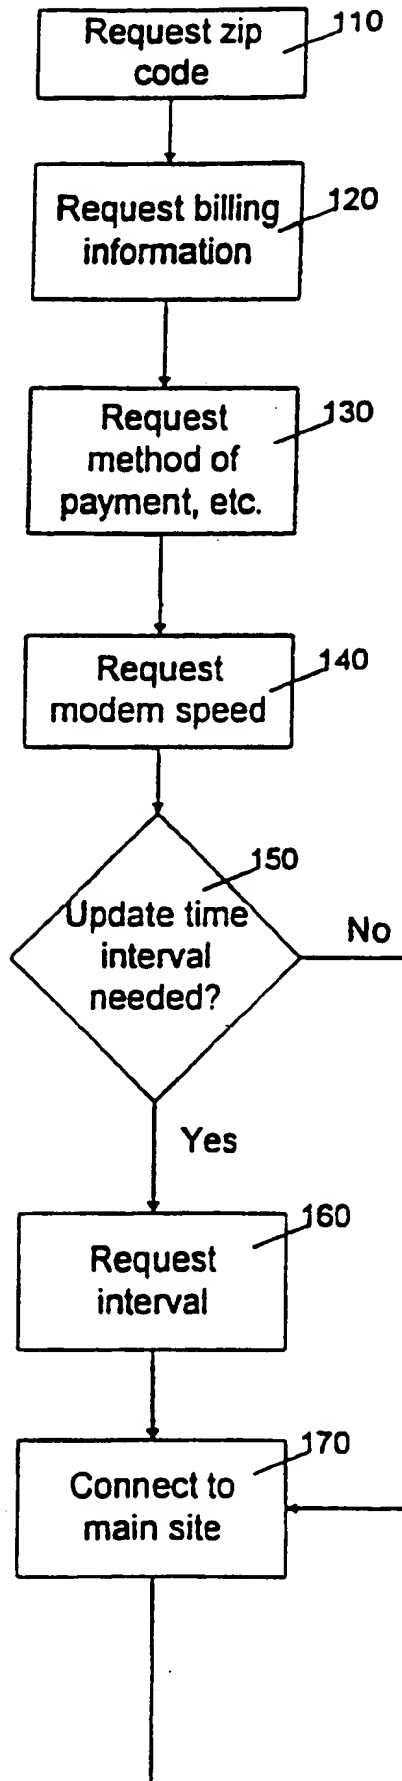 Request zip
code
110
Request billing
information
120
Request
method of
payment, etc.
130
Request
modem speed
140
Update time
interval
needed?
150
No
Yes
Request
interval
160
Connect to
main site
170